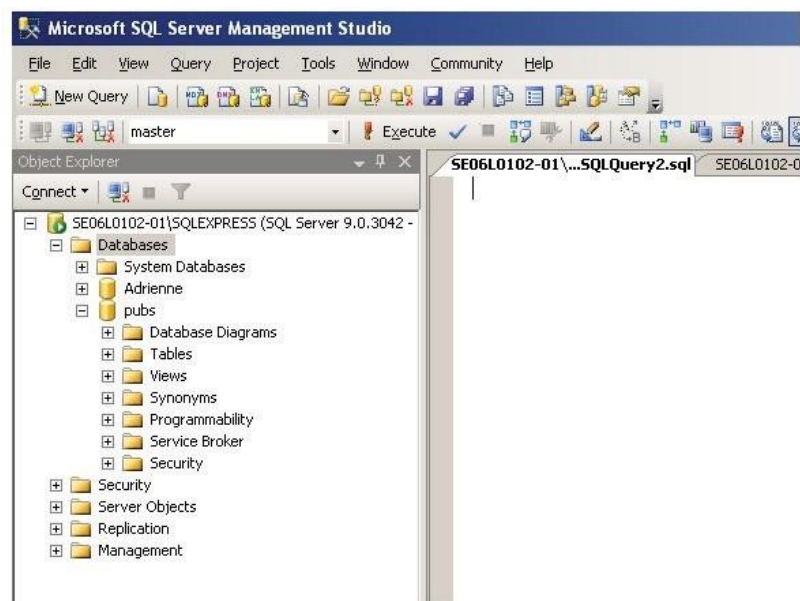 Microsoft SQL Server Management Studio
File Edit View Query Project Tools Window Community Help
New Query
master Execute
Object Explorer
SE06L0102-01\...SQLQuery2.sql SE06L0102-0
Connect
SE06L0102-01\SQLEXPRESS (SQL Server 9.0.3042 -
Databases
System Databases
Adrienne
pubs
Database Diagrams
Tables
Views
Synonyms
Programmability
Service Broker
Security
Security
Server Objects
Replication
Management